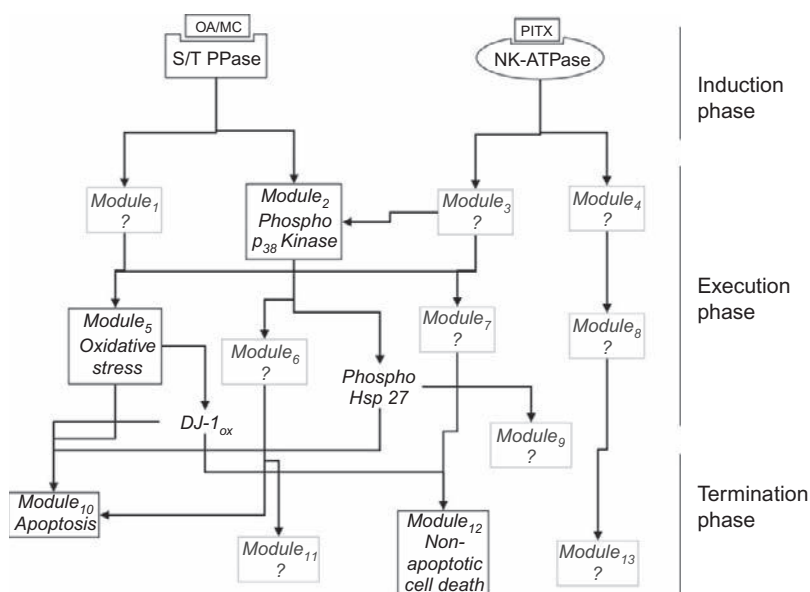 OA/MC
S/T PPase
PlTX
NK-ATPase
Induction
phase
Module1
?
Module2
Phospho
p38 Kinase
Module3
?
Module4
?
Execution
phase
Module5
Oxidative
stress
Module6
?
Module7
?
Module8
?
Phospho
Hsp 27
DJ-1ox
Module9
?
Termination
phase
Module10
Apoptosis
Module11
?
Module12
Non-
apoptotic
cell death
Module13
?